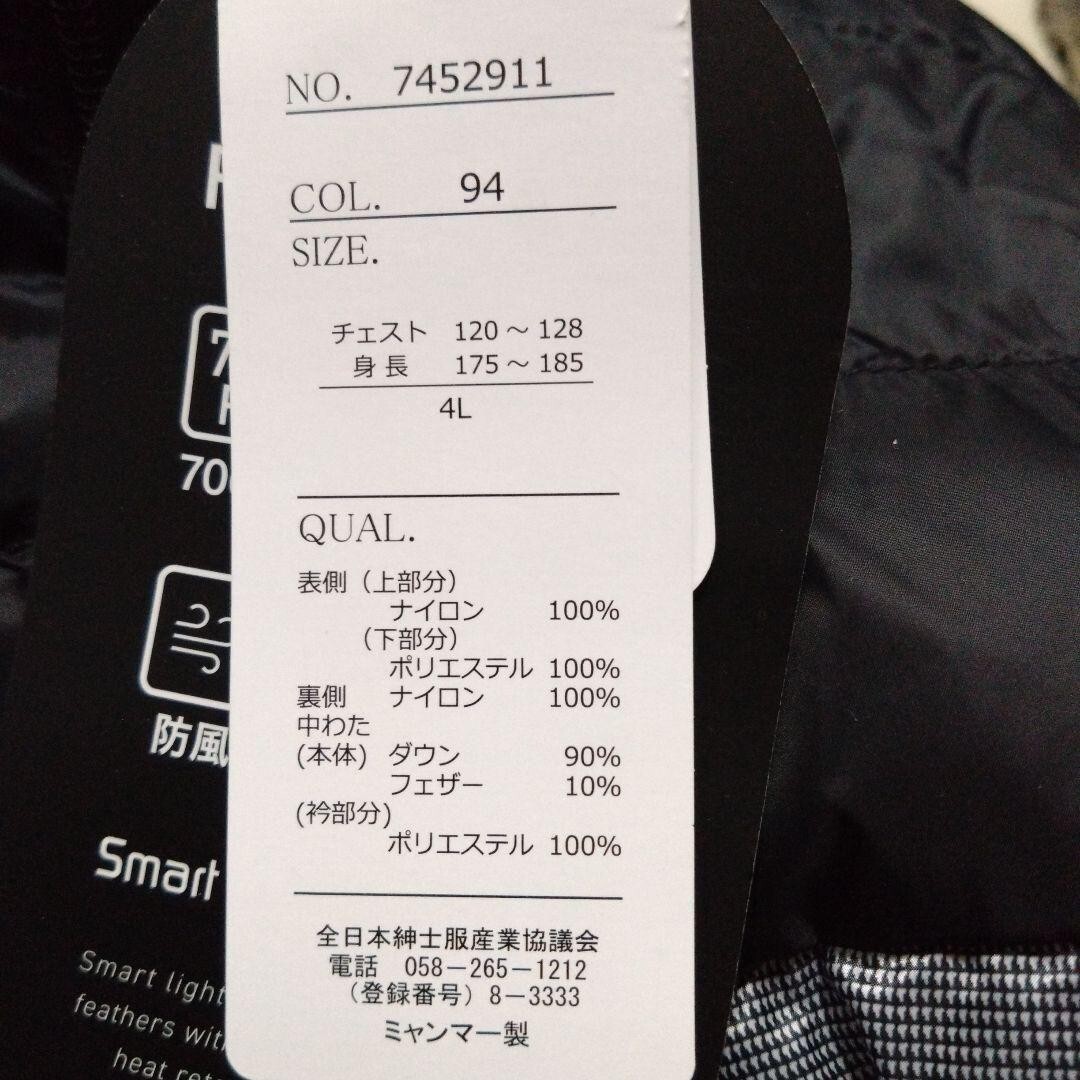 NO. 7452911
COL. 94
SIZE.
チェスト 120 ～ 128
身 長 175 ～ 185
4L
QUAL.
表側（上部分）
ナイロン 100%
（下部分）
ポリエステル 100%
裏側 ナイロン 100%
中わた
(本体) ダウン 90%
フェザー 10%
(衿部分)
ポリエステル 100%
全日本紳士服産業協議会
電話 058－265－1212
（登録番号）8－3333
ミャンマー製
70
防風
Smart
Smart light
feathers with
heat